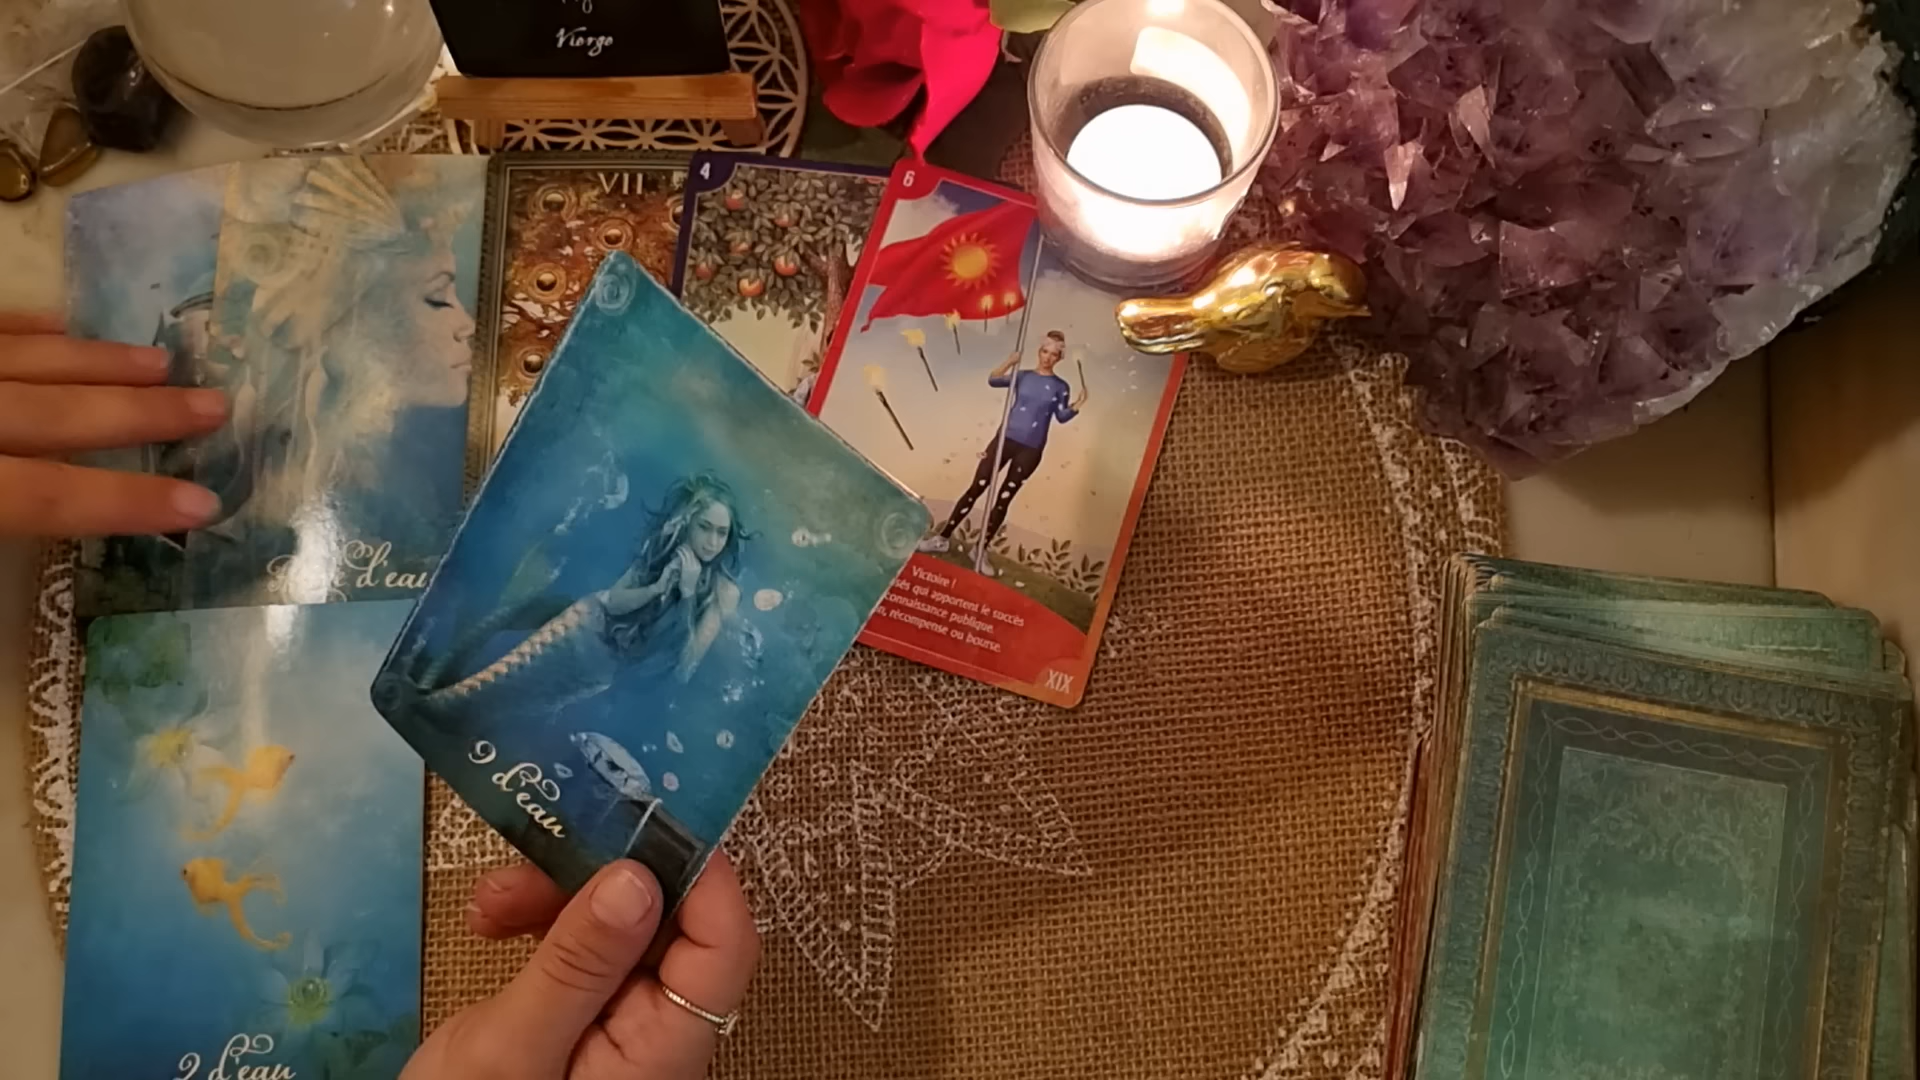 Vierge
VII
4
6
d'eau
9 d'eau
Victoire !
sés qui apportent le succès
connaissance publique.
n, récompense ou bourse.
XIX
2 d'eau